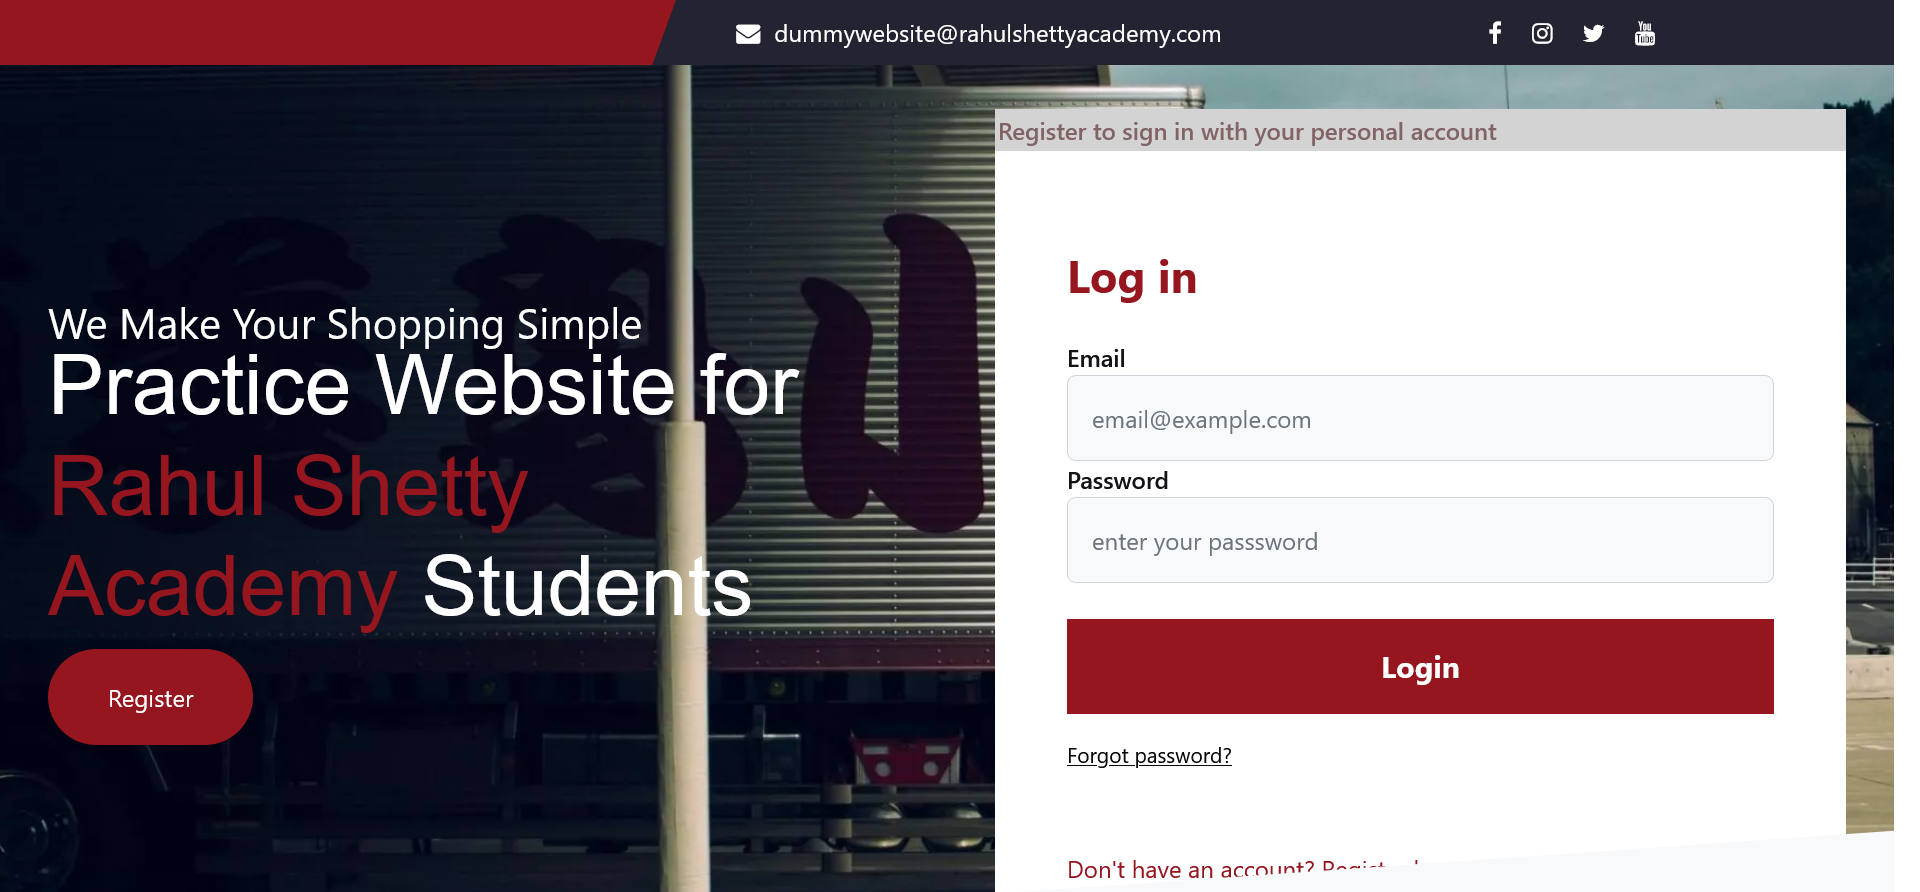 dummywebsite@rahulshettyacademy.com
You
Tube
Register to sign in with your personal account
We Make Your Shopping Simple
Practice Website for
Rahul Shetty
Academy Students
Register
Log in
Email
email@example.com
Password
enter your passsword
Login
Forgot password?
Don't have an account?